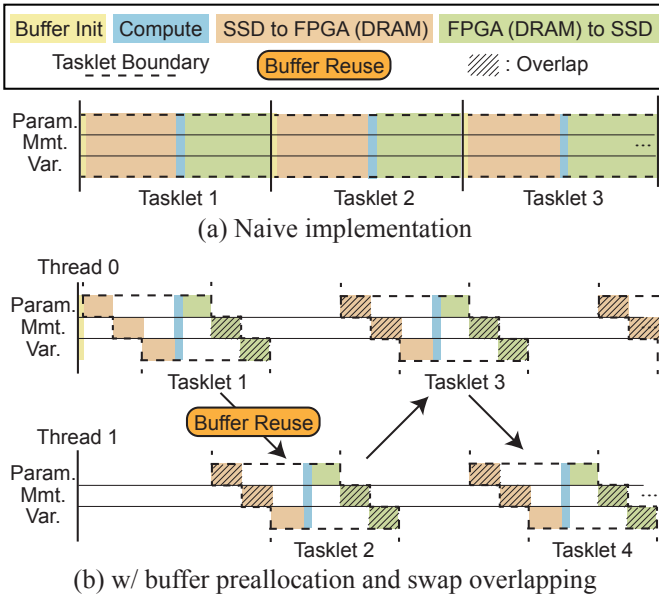 Buffer Init Compute SSD to FPGA (DRAM) FPGA (DRAM) to SSD
Tasklet Boundary Buffer Reuse : Overlap
Param.
Mmt.
Var.
...
Tasklet 1 Tasklet 2 Tasklet 3
(a) Naive implementation
Thread 0
Param.
Mmt.
Var.
Tasklet 1 Tasklet 3
Buffer Reuse
Thread 1
Param.
Mmt.
Var.
...
Tasklet 2 Tasklet 4
(b) w/ buffer preallocation and swap overlapping